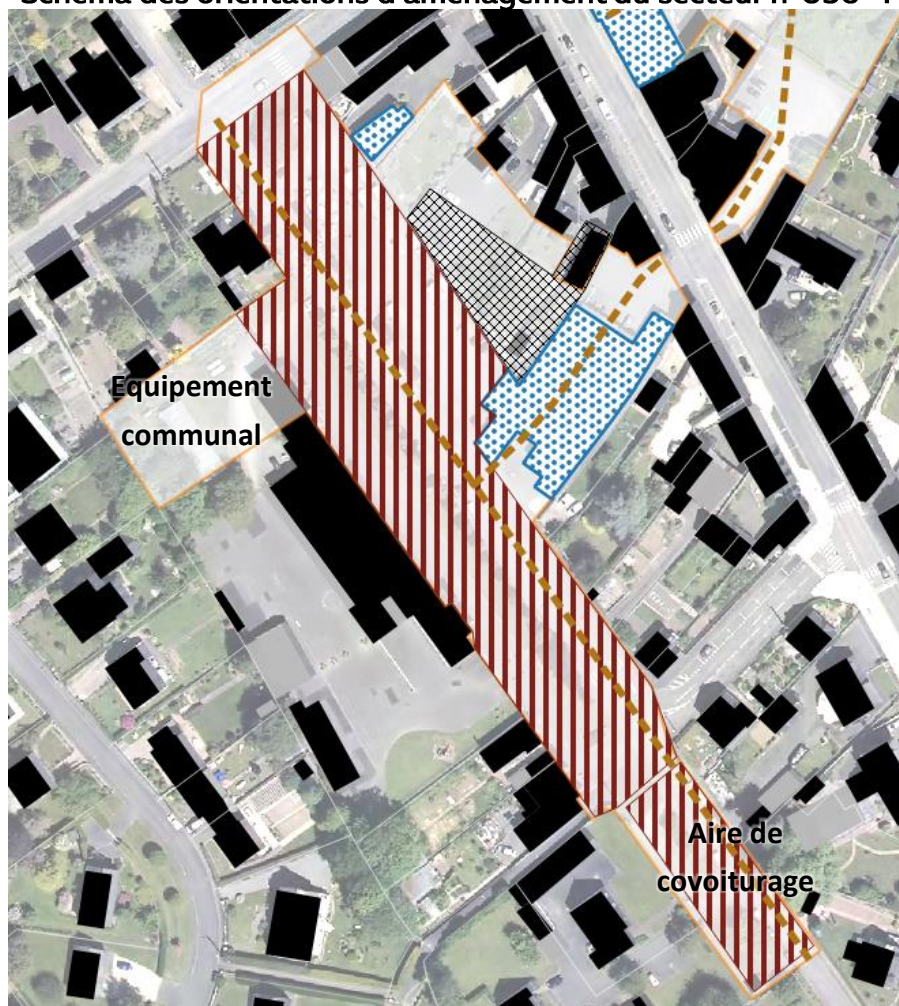 Schéma des orientations d'aménagement du secteur n°
Equipement
communal
Aire de
covoiturage